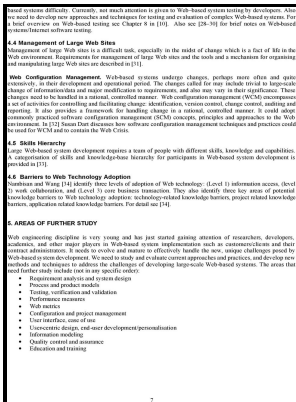 based systems difficulty. Currently, not much attention is given to Web-based system testing by developers. Also
we need to develop new approaches and techniques for testing and evaluation of complex Web-based systems. For
a brief overview on Web-based testing see Chapter 8 in [10]. Also see [28-30] for brief notes on Web-based
systems/Internet software testing.
4.4 Management of Large Web Sites
Management of large Web sites is a difficult task, especially in the midst of change which is a fact of life in the
Web environment. Requirements for management of large Web sites and the tools and a mechanism for organising
and manipulating large Web sites are described in [31].
Web Configuration Management. Web-based systems undergo changes, perhaps more often and quite
extensively, in their development and operational period. The changes called for may include trivial to large-scale
change of information/data and major modification to requirements, and also may vary in their significance. These
changes need to be handled in a rational, controlled manner. Web configuration management (WCM) encompasses
a set of activities for controlling and facilitating change: identification, version control, change control, auditing and
reporting. It also provides a framework for handling change in a rational, controlled manner. It could adopt
commonly practiced software configuration management (SCM) concepts, principles and approaches to the Web
environment. In [32] Susan Dart discusses how software configuration management techniques and practices could
be used for WCM and to contain the Web Crisis.
4.5 Skills Hierarchy
Large Web-based system development requires a team of people with different skills, knowledge and capabilities.
A categorisation of skills and knowledge-base hierarchy for participants in Web-based system development is
provided in [33].
4.6 Barriers to Web Technology Adoption
Nambisan and Wang [34] identify three levels of adoption of Web technology: (Level 1) information access, (level
2) work collaboration, and (Level 3) core business transaction. They also identify three key areas of potential
knowledge barriers to Web technology adoption: technology-related knowledge barriers, project related knowledge
barriers, application related knowledge barriers. For detail see [34].
5. AREAS OF FURTHER STUDY
Web engineering discipline is very young and has just started gaining attention of researchers, developers,
academics, and other major players in Web-based system implementation such as customers/clients and their
contract administrators. It needs to evolve and mature to effectively handle the new, unique challenges posed by
Web-based system development. We need to study and evaluate current approaches and practices, and develop new
methods and techniques to address the challenges of developing large-scale Web-based systems. The areas that
need further study include (not in any specific order):
• Requirement analysis and system design
• Process and product models
• Testing, verification and validation
• Performance measures
• Web metrics
• Configuration and project management
• User interface, ease of use
• User-centric design, end-user development/personalisation
• Information modeling
• Quality control and assurance
• Education and training
7